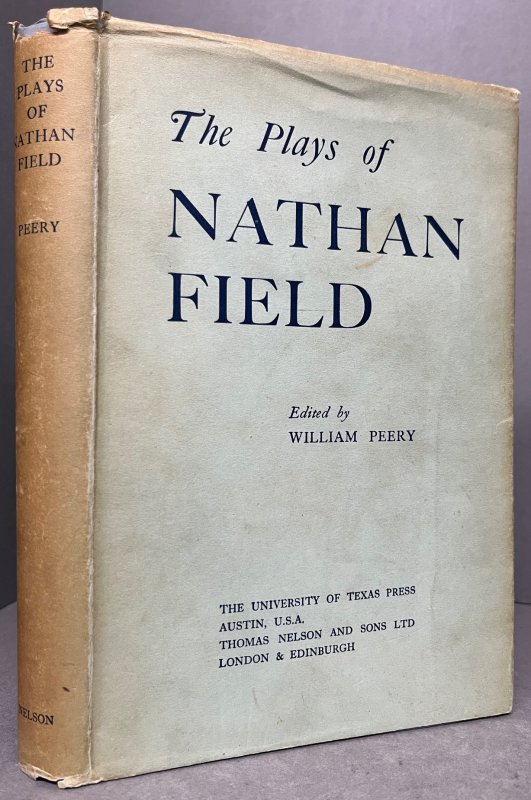 THE
PLAYS
OF
NATHAN
FIELD
PEERY
NELSON
The Plays of
NATHAN
FIELD
Edited by
WILLIAM PEERY
THE UNIVERSITY OF TEXAS PRESS
AUSTIN, U.S.A.
THOMAS NELSON AND SONS LTD
LONDON & EDINBURGH